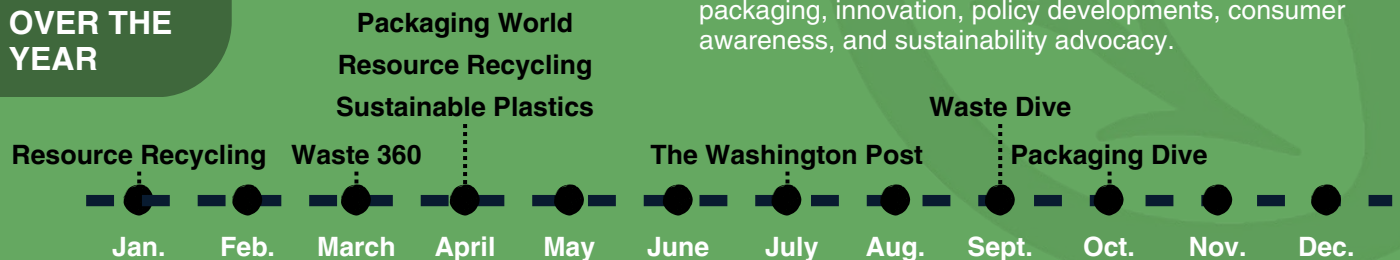 OVER THE
YEAR
packaging, innovation, policy developments, consumer
awareness, and sustainability advocacy.
Packaging World
Resource Recycling
Sustainable Plastics
Waste Dive
Resource Recycling
Waste 360
The Washington Post
Packaging Dive
Jan.
Feb.
March
April
May
June
July
Aug.
Sept.
Oct.
Nov.
Dec.